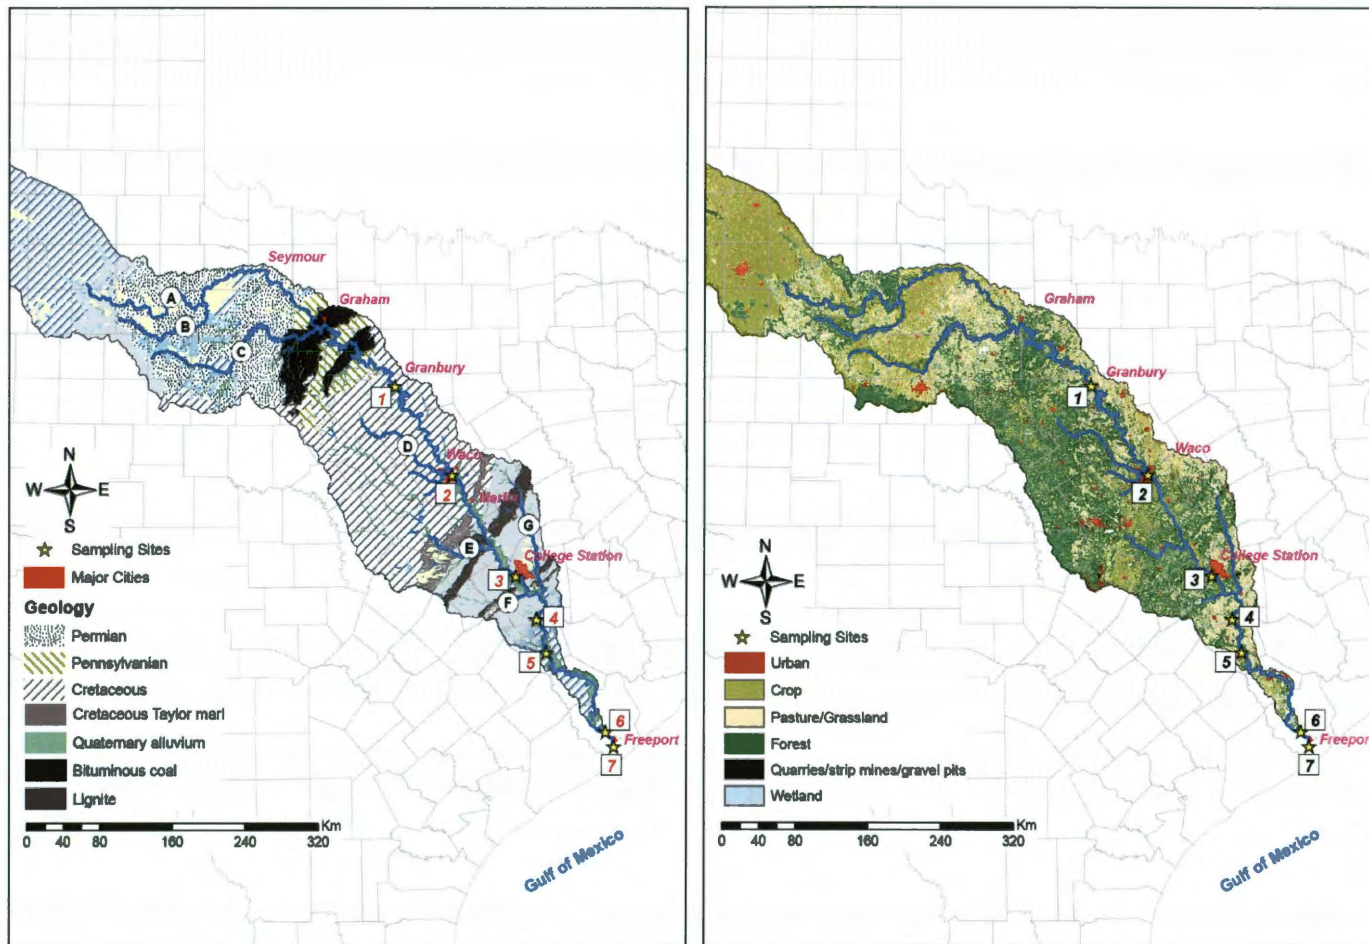 Seymour
A
Graham
B
C
Granbury
1
D
Waco
2
Marlin
G
E
College Station
3
F
4
5
6
Freeport
7
N
W E
S
Sampling Sites
Major Cities
Geology
Permian
Pennsylvanian
Cretaceous
Cretaceous Taylor marl
Quaternary alluvium
Bituminous coal
Lignite
Km
0 40 80 160 240 320
Gulf of Mexico
Graham
Granbury
1
Waco
2
College Station
3
4
5
6
Freeport
7
N
W E
S
Sampling Sites
Urban
Crop
Pasture/Grassland
Forest
Quarries/strip mines/gravel pits
Wetland
Km
0 40 80 160 240 320
Gulf of Mexico